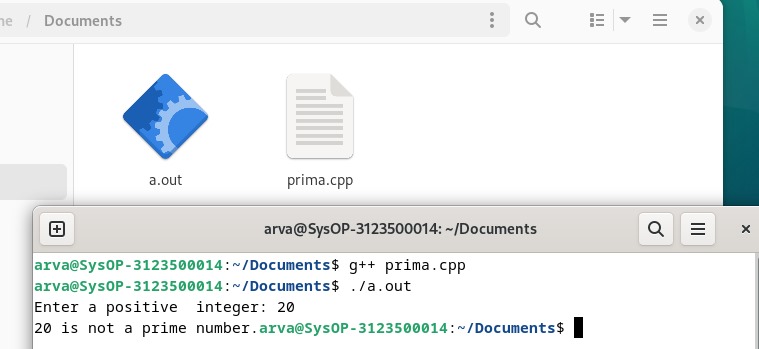 ne / Documents
a.out
prima.cpp
arva@SysOP-3123500014: ~/Documents
arva@SysOP-3123500014:~/Documents$ g++ prima.cpp
arva@SysOP-3123500014:~/Documents$ ./a.out
Enter a positive  integer: 20
20 is not a prime number.arva@SysOP-3123500014:~/Documents$